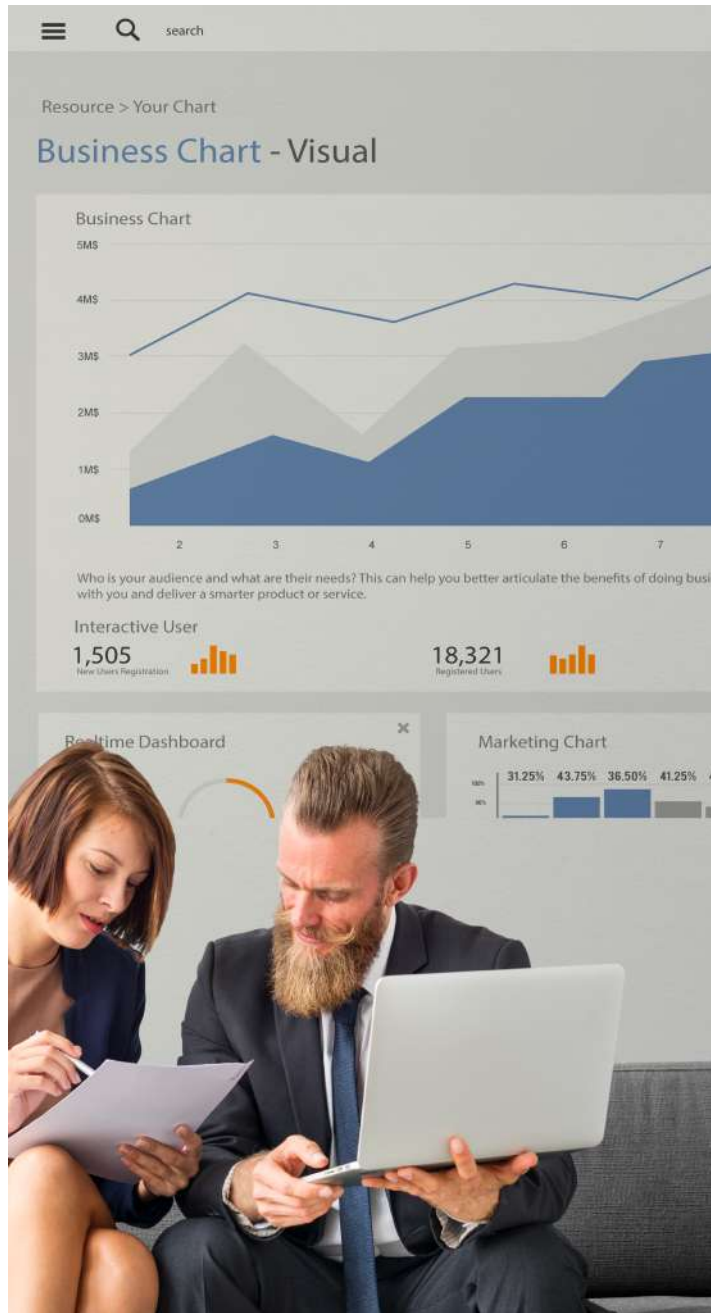 search
Resource > Your Chart
Business Chart - Visual
Business Chart
5M$
4M$
3M$
2M$
1M$
0M$
2 3 4 5 6 7
Who is your audience and what are their needs? This can help you better articulate the benefits of doing busi
with you and deliver a smarter product or service.
Interactive User
1,505 18,321
New Users Registration Registered Users
Realtime Dashboard Marketing Chart
31.25% 43.75% 36.50% 41.25%
100%